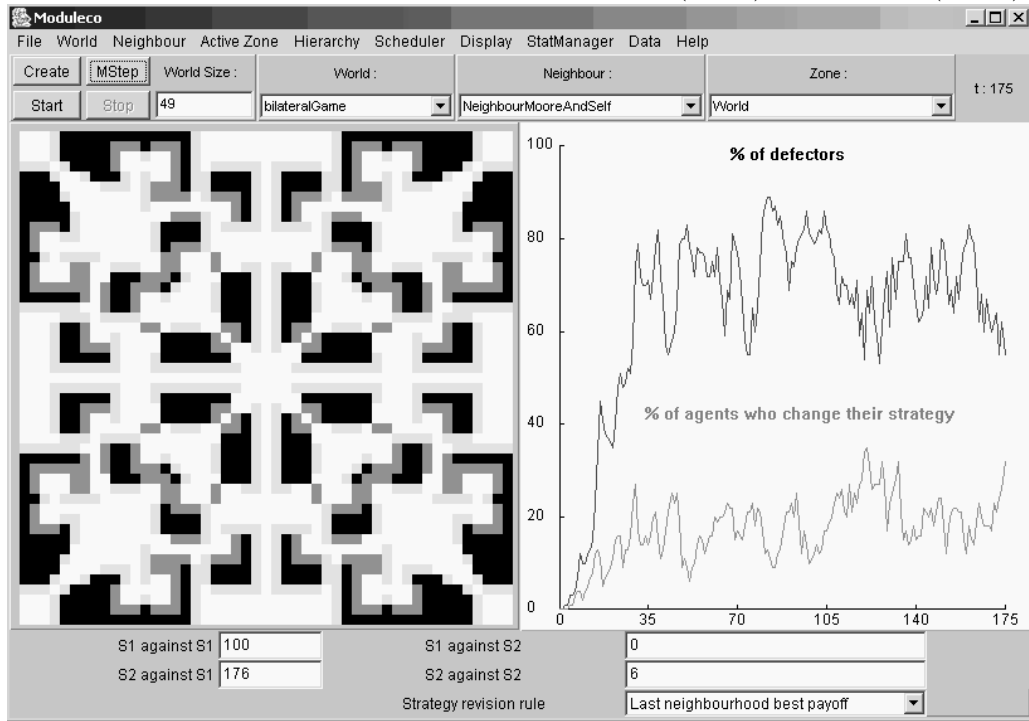 Moduleco
File World Neighbour Active Zone Hierarchy Scheduler Display StatManager Data Help
Create MStep World Size : World : Neighbour : Zone : t : 175
Start Stop 49 bilateralGame NeighbourMooreAndSelf World
100
% of defectors
80
60
% of agents who change their strategy
40
20
0
0 35 70 105 140 175
S1 against S1 100 S1 against S2 0
S2 against S1 176 S2 against S2 6
Strategy revision rule Last neighbourhood best payoff